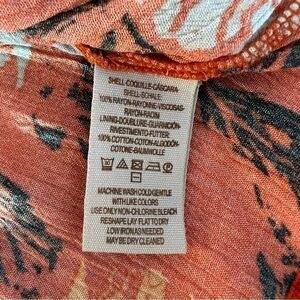 SHELL-COQUILLE-CÁSCARA-
SHELL-SCHALE:
100% RAYON-RAYONNE-VISCOSAS-
RAYON-RAGIN
LINING-DOUBLURE-GUARNICIÓN-
RIVESTIMENTO-FUTTER:
100% COTTON-COTON-ALGODÓN-
COTONE-BAUMWOLLE
MACHINE WASH COLD GENTLE
WITH LIKE COLORS
USE ONLY NON-CHLORINE BLEACH
RESHAPE LAY FLAT TO DRY
LOW IRON AS NEEDED
MAY BE DRY CLEANED